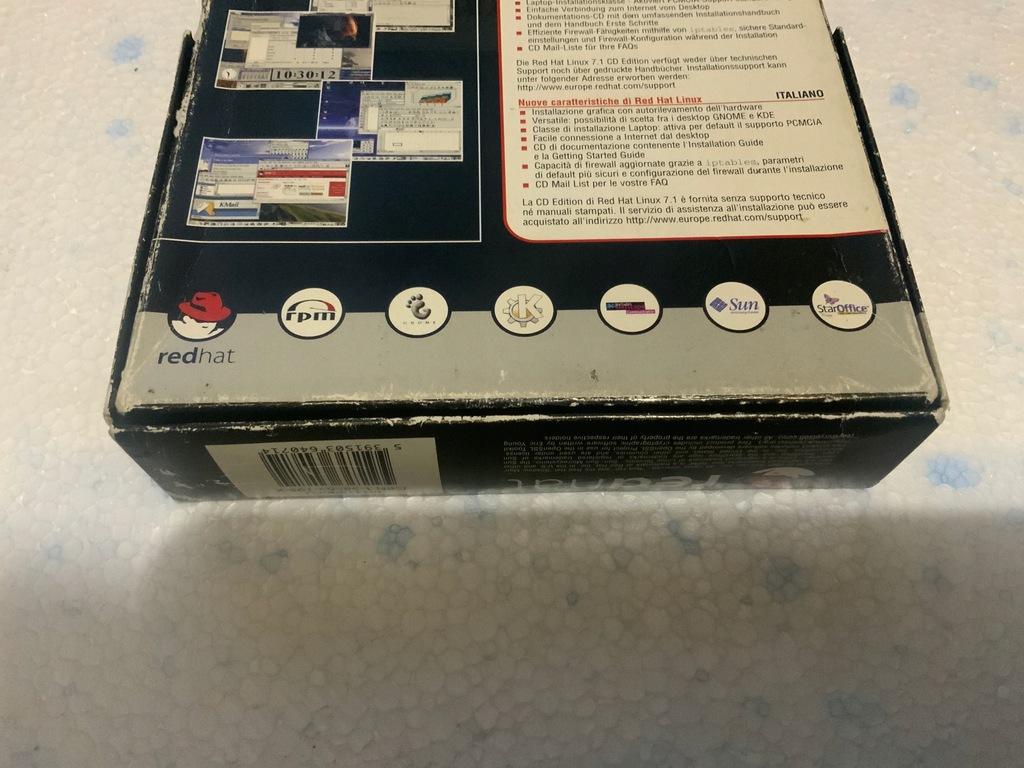 Einfache Verbindung zum Internet vom Desktop
Dokumentations-CD mit dem umfassenden Installationshandbuch
und dem Handbuch Erste Schritte
Effiziente Firewall-Fähigkeiten mithilfe von iptables, sichere Standard-
einstellungen und Firewall-Konfiguration während der Installation
CD Mail-Liste für Ihre FAQs
Die Red Hat Linux 7.1 CD Edition verfügt weder über technischen
Support noch über gedruckte Handbücher. Installationssupport kann
unter folgender Adresse erworben werden:
http://www.europe.redhat.com/support
ITALIANO
Nuove caratteristiche di Red Hat Linux
Installazione grafica con autorilevamento dell'hardware
Versatile: possibilità di scelta fra i desktop GNOME e KDE
Classe di installazione Laptop: attiva per default il supporto PCMCIA
Facile connessione a Internet dal desktop
CD di documentazione contenente l'Installation Guide
e la Getting Started Guide
Capacità di firewall aggiornate grazie a iptables, parametri
di default più sicuri e configurazione del firewall durante l'installazione
CD Mail List per le vostre FAQ
La CD Edition di Red Hat Linux 7.1 è fornita senza supporto tecnico
né manuali stampati. Il servizio di assistenza all'installazione può essere
acquistato all'indirizzo http://www.europe.redhat.com/support
10:30:12
KMail
redhat
rpm
GNOME
K
Sun
StarOffice
5 391503 640714
redhat